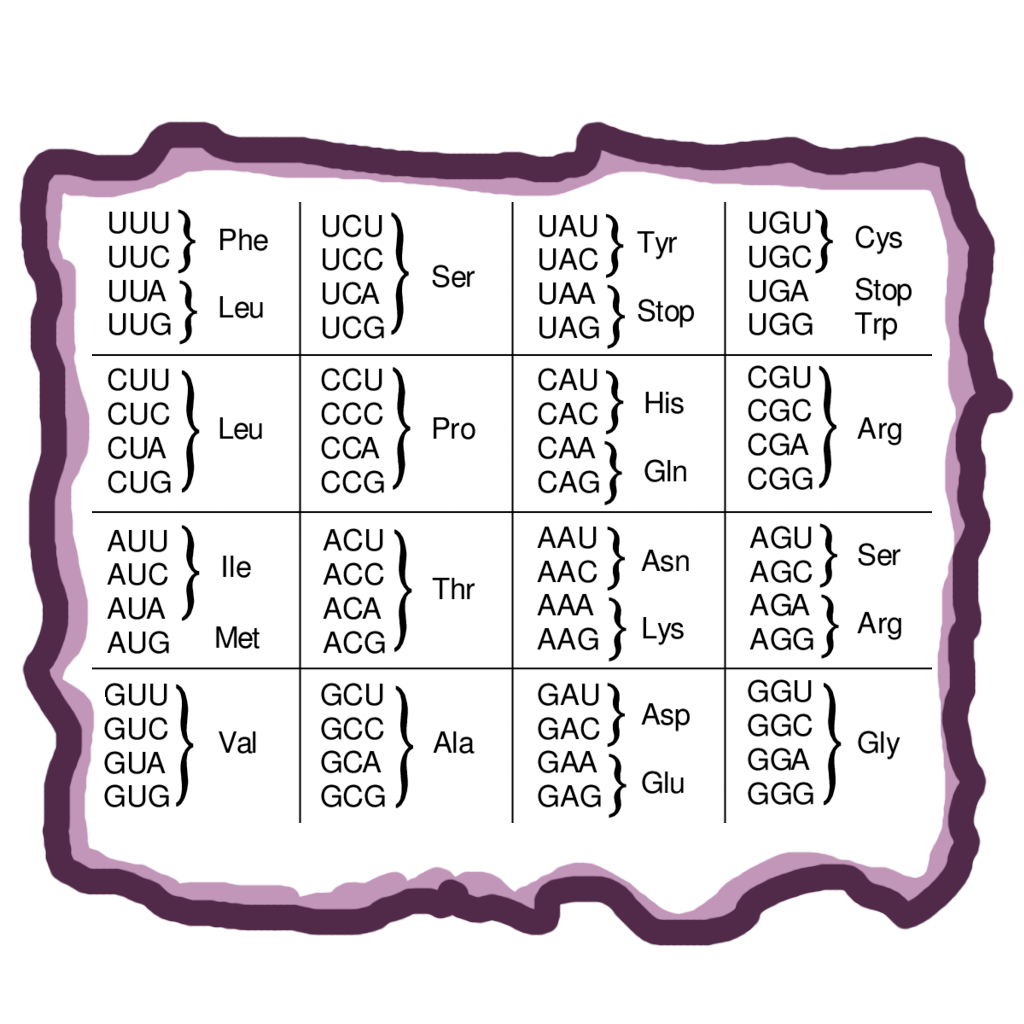 UUU
UUC
Phe
UUA
UUG
Leu
UCU
UCC
UCA
UCG
Ser
UAU
UAC
Tyr
UAA
UAG
Stop
UGU
UGC
Cys
UGA Stop
UGG Trp
CUU
CUC
CUA
CUG
Leu
CCU
CCC
CCA
CCG
Pro
CAU
CAC
His
CAA
CAG
Gln
CGU
CGC
CGA
CGG
Arg
AUU
AUC
AUA
Ile
AUG Met
ACU
ACC
ACA
ACG
Thr
AAU
AAC
Asn
AAA
AAG
Lys
AGU
AGC
Ser
AGA
AGG
Arg
GUU
GUC
GUA
GUG
Val
GCU
GCC
GCA
GCG
Ala
GAU
GAC
Asp
GAA
GAG
Glu
GGU
GGC
GGA
GGG
Gly